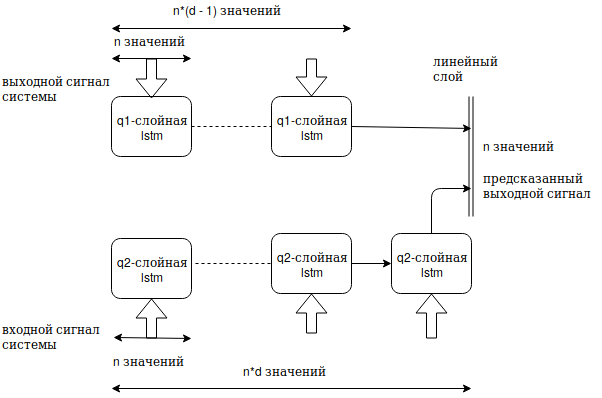 n*(d - 1) значений
n значений
линейный
слой
выходной сигнал
системы
q1-слойная
lstm
q1-слойная
lstm
n значений
предсказанный
выходной сигнал
q2-слойная
lstm
q2-слойная
lstm
q2-слойная
lstm
входной сигнал
системы
n значений
n*d значений